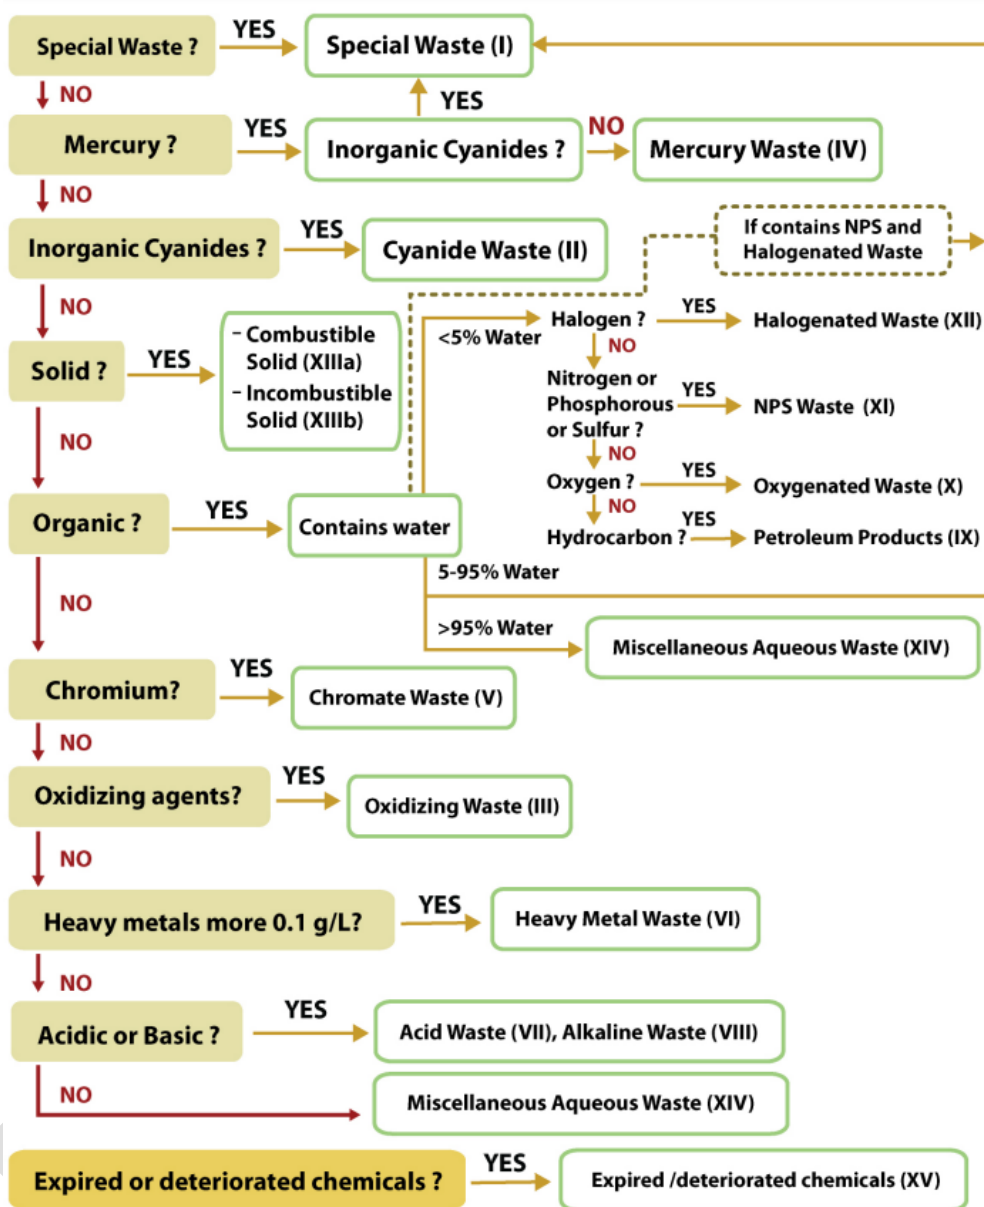 Special Waste ?
YES
Special Waste (I)
NO
YES
Mercury ?
YES
Inorganic Cyanides ?
NO
Mercury Waste (IV)
NO
Inorganic Cyanides ?
YES
Cyanide Waste (II)
If contains NPS and
Halogenated Waste
NO
Solid ?
YES
– Combustible
Solid (XIIIa)
– Incombustible
Solid (XIIIb)
<5% Water
Halogen ?
YES
Halogenated Waste (XII)
NO
Nitrogen or
Phosphorous
or Sulfur ?
YES
NPS Waste (XI)
NO
Oxygen ?
YES
Oxygenated Waste (X)
NO
Hydrocarbon ?
YES
Petroleum Products (IX)
NO
Organic ?
YES
Contains water
5-95% Water
>95% Water
Miscellaneous Aqueous Waste (XIV)
NO
Chromium?
YES
Chromate Waste (V)
NO
Oxidizing agents?
YES
Oxidizing Waste (III)
NO
Heavy metals more 0.1 g/L?
YES
Heavy Metal Waste (VI)
NO
Acidic or Basic ?
YES
Acid Waste (VII), Alkaline Waste (VIII)
NO
Miscellaneous Aqueous Waste (XIV)
Expired or deteriorated chemicals ?
YES
Expired /deteriorated chemicals (XV)